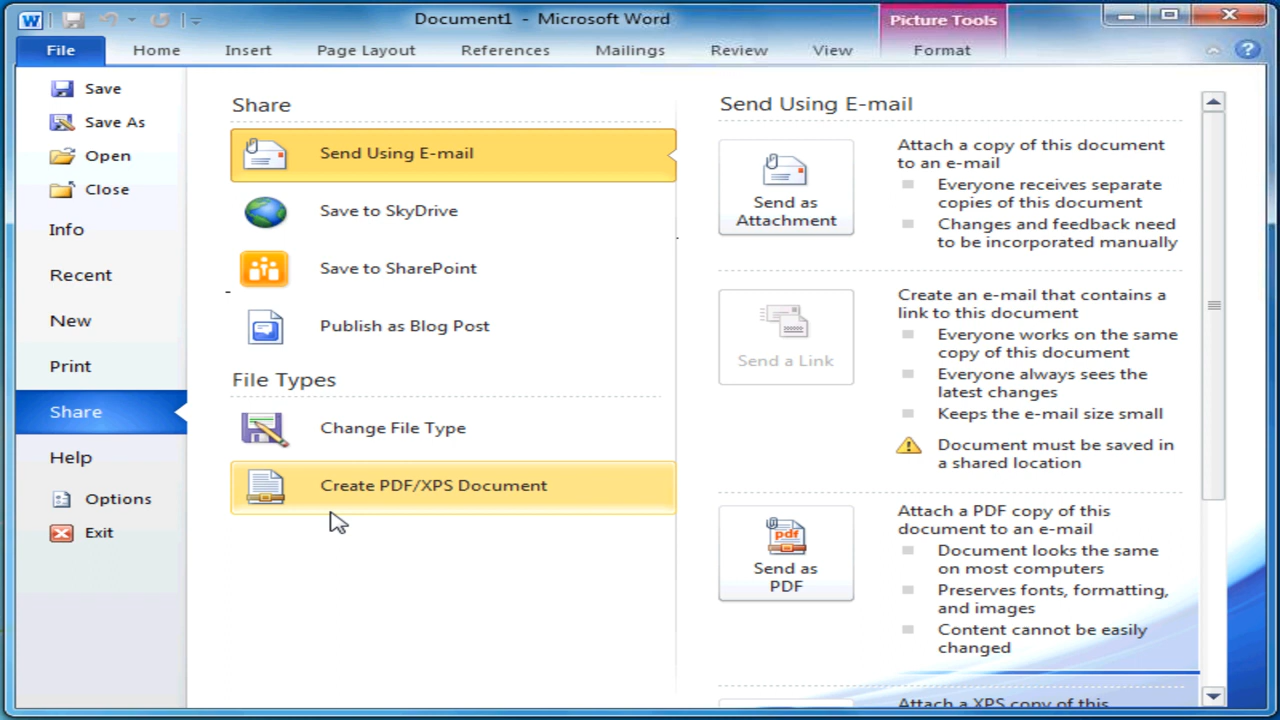 Document1 - Microsoft Word
Picture Tools
File Home Insert Page Layout References Mailings Review View Format
Save
Save As
Open
Close
Info
Recent
New
Print
Share
Help
Options
Exit
Share
Send Using E-mail
Save to SkyDrive
Save to SharePoint
Publish as Blog Post
File Types
Change File Type
Create PDF/XPS Document
Send Using E-mail
Send as
Attachment
Attach a copy of this document
to an e-mail
Everyone receives separate
copies of this document
Changes and feedback need
to be incorporated manually
Send a Link
Create an e-mail that contains a
link to this document
Everyone works on the same
copy of this document
Everyone always sees the
latest changes
Keeps the e-mail size small
Document must be saved in
a shared location
pdf
Send as
PDF
Attach a PDF copy of this
document to an e-mail
Document looks the same
on most computers
Preserves fonts, formatting,
and images
Content cannot be easily
changed
Attach a XPS copy of this